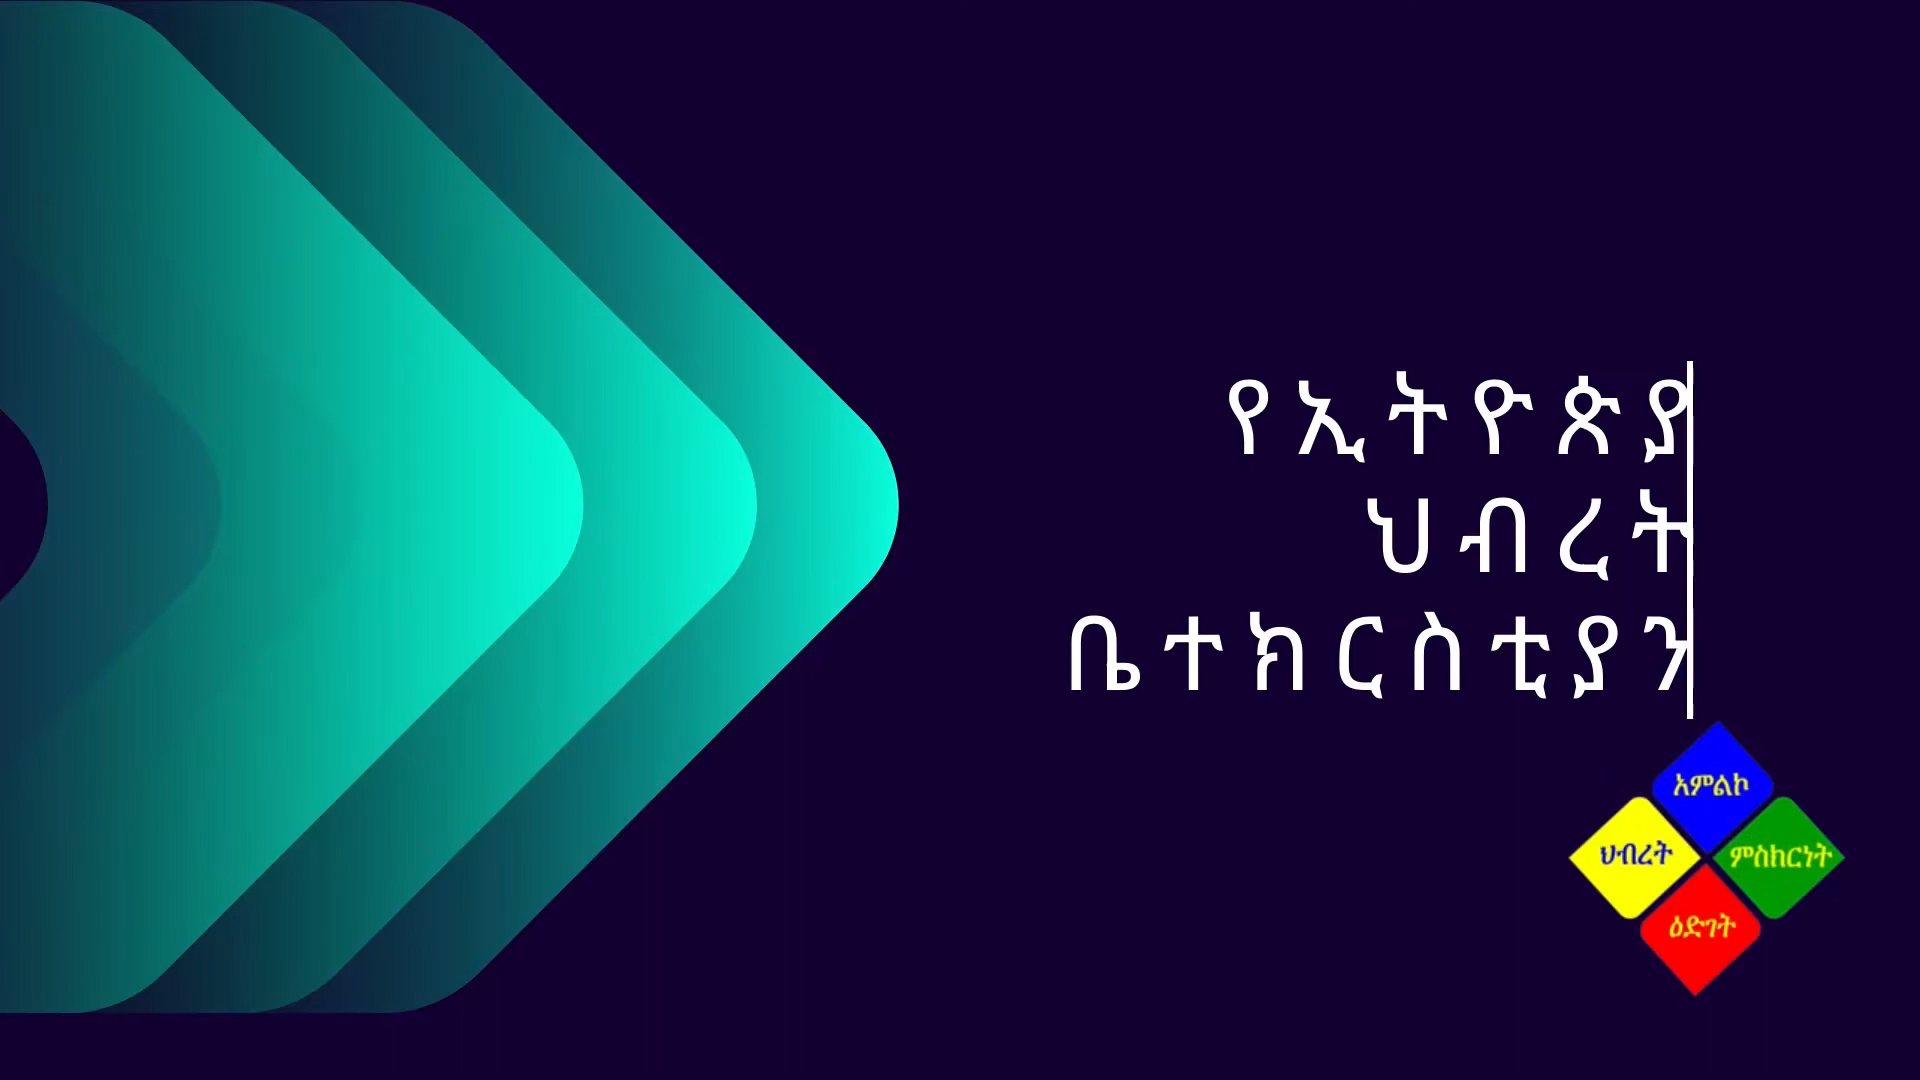 የኢትዮጵያ
ህብረት
ቤተክርስቲያን
አምልኮ
ህብረት
ምስክርነት
ዕድገት